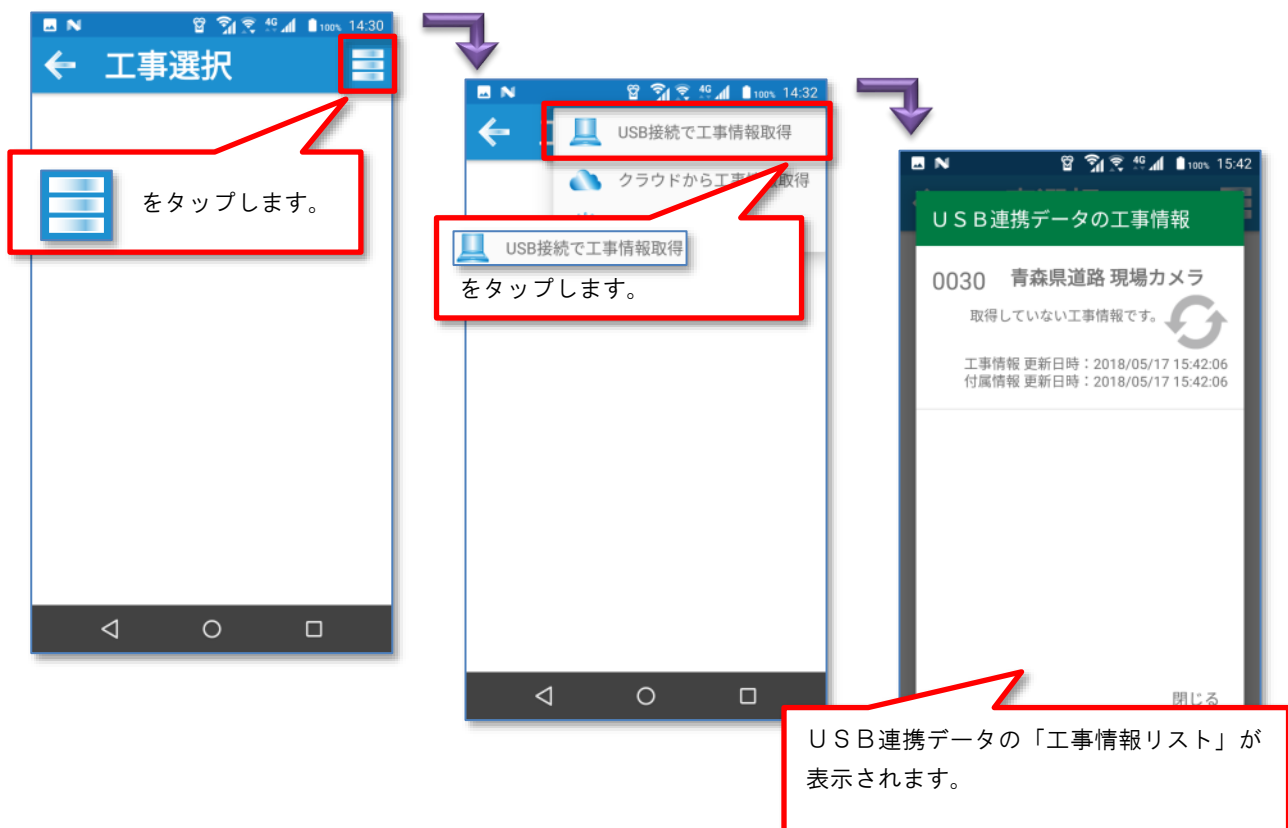 100% 14:30
工事選択
をタップします。
4G 100% 14:32
USB接続で工事情報取得
クラウドから工事情報取得
USB接続で工事情報取得
をタップします。
4G 100% 15:42
ＵＳＢ連携データの工事情報
0030 青森県道路 現場カメラ
取得していない工事情報です。
工事情報 更新日時：2018/05/17 15:42:06
付属情報 更新日時：2018/05/17 15:42:06
閉じる
ＵＳＢ連携データの「工事情報リスト」が
表示されます。